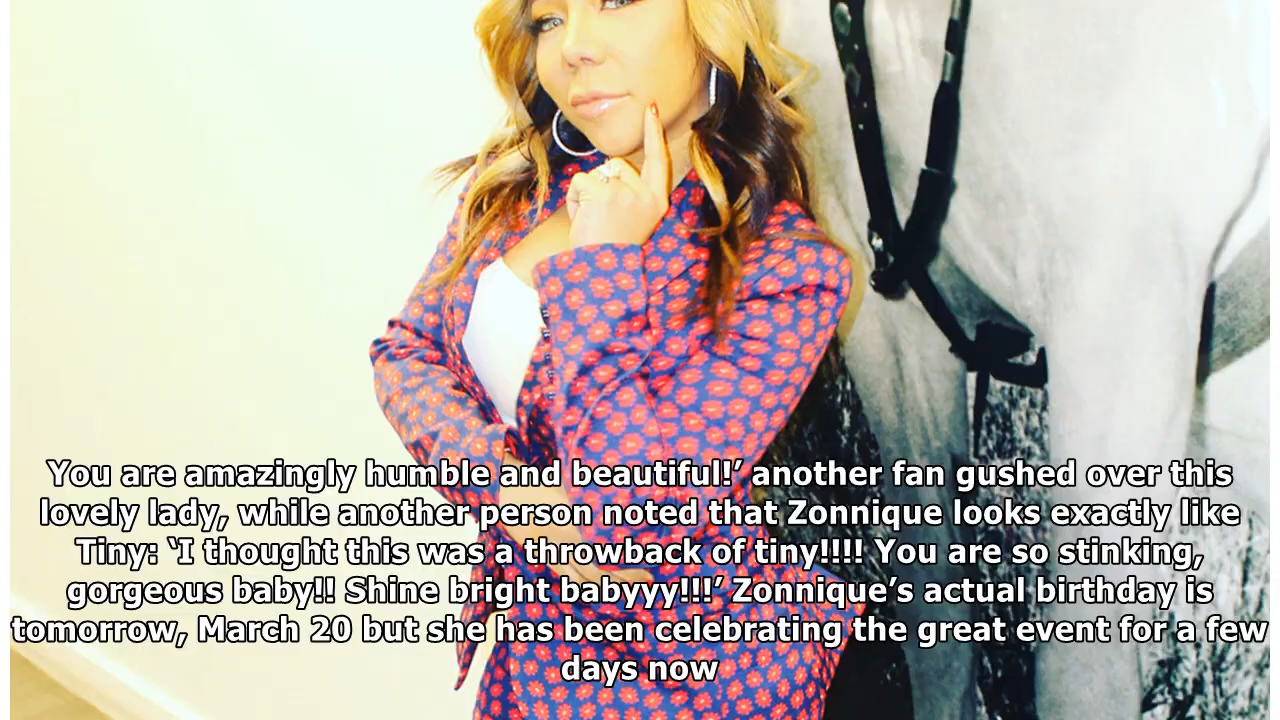 You are amazingly humble and beautiful!’ another fan gushed over this
lovely lady, while another person noted that Zonnique looks exactly like
Tiny: ‘I thought this was a throwback of tiny!!!! You are so stinking,
gorgeous baby!! Shine bright babyyy!!!’ Zonnique’s actual birthday is
tomorrow, March 20 but she has been celebrating the great event for a few
days now